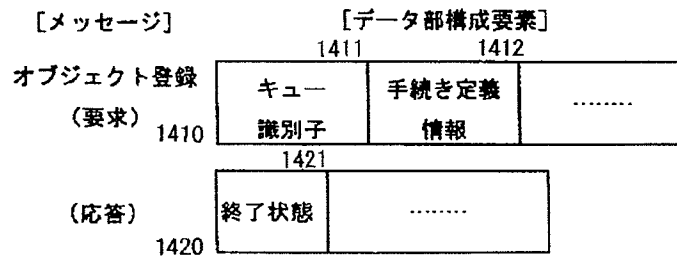 [メッセージ]
[データ部構成要素]
1411
1412
オブジェクト登録
(要求)
1410
キュー
識別子
手続き定義
情報
………
1421
(応答)
1420
終了状態
………